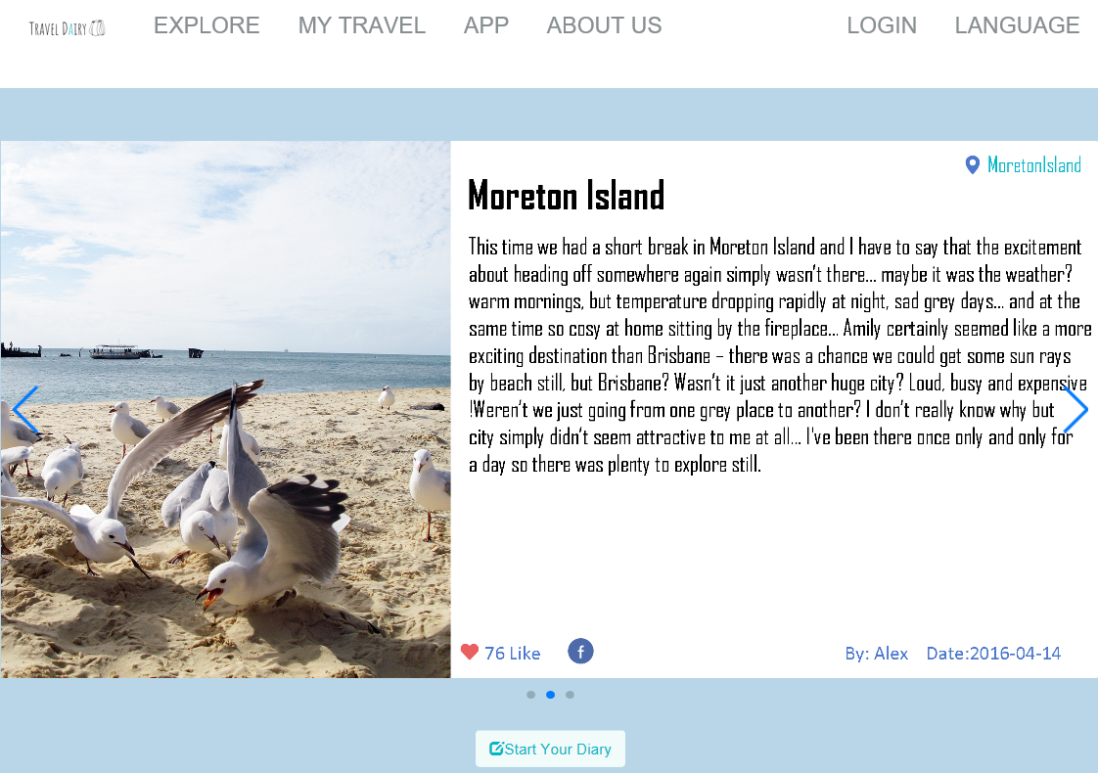 TRAVEL DAIRY
EXPLORE
MY TRAVEL
APP
ABOUT US
LOGIN
LANGUAGE
MoretonIsland
Moreton Island
This time we had a short break in Moreton Island and I have to say that the excitement
about heading off somewhere again simply wasn't there... maybe it was the weather?
warm mornings, but temperature dropping rapidly at night, sad grey days... and at the
same time so cosy at home sitting by the fireplace... Amily certainly seemed like a more
exciting destination than Brisbane – there was a chance we could get some sun rays
by beach still, but Brisbane? Wasn't it just another huge city? Loud, busy and expensive
!Weren't we just going from one grey place to another? I don't really know why but
city simply didn't seem attractive to me at all... I've been there once only and only for
a day so there was plenty to explore still.
76 Like
f
By: Alex
Date:2016-04-14
Start Your Diary